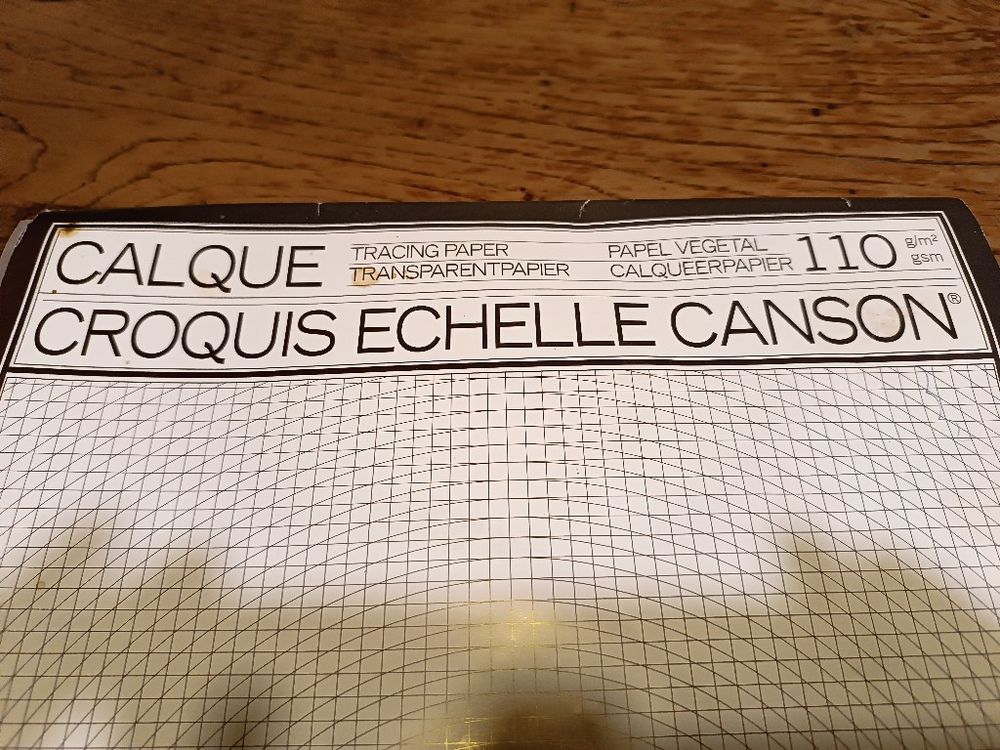 CALQUE
TRACING PAPER
TRANSPARENTPAPIER
PAPEL VEGETAL
CALQUEERPAPIER
110 g/m²
gsm
CROQUIS ECHELLE CANSON®